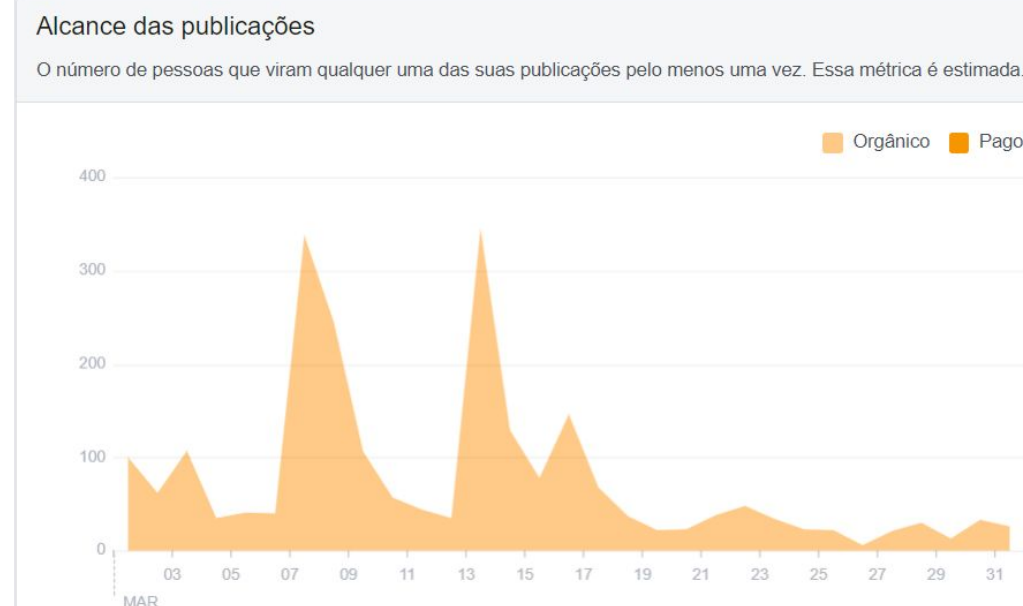 Alcance das publicações
O número de pessoas que viram qualquer uma das suas publicações pelo menos uma vez. Essa métrica é estimada.
Orgânico Pago
400
300
200
100
0
03 05 07 09 11 13 15 17 19 21 23 25 27 29 31
MAR